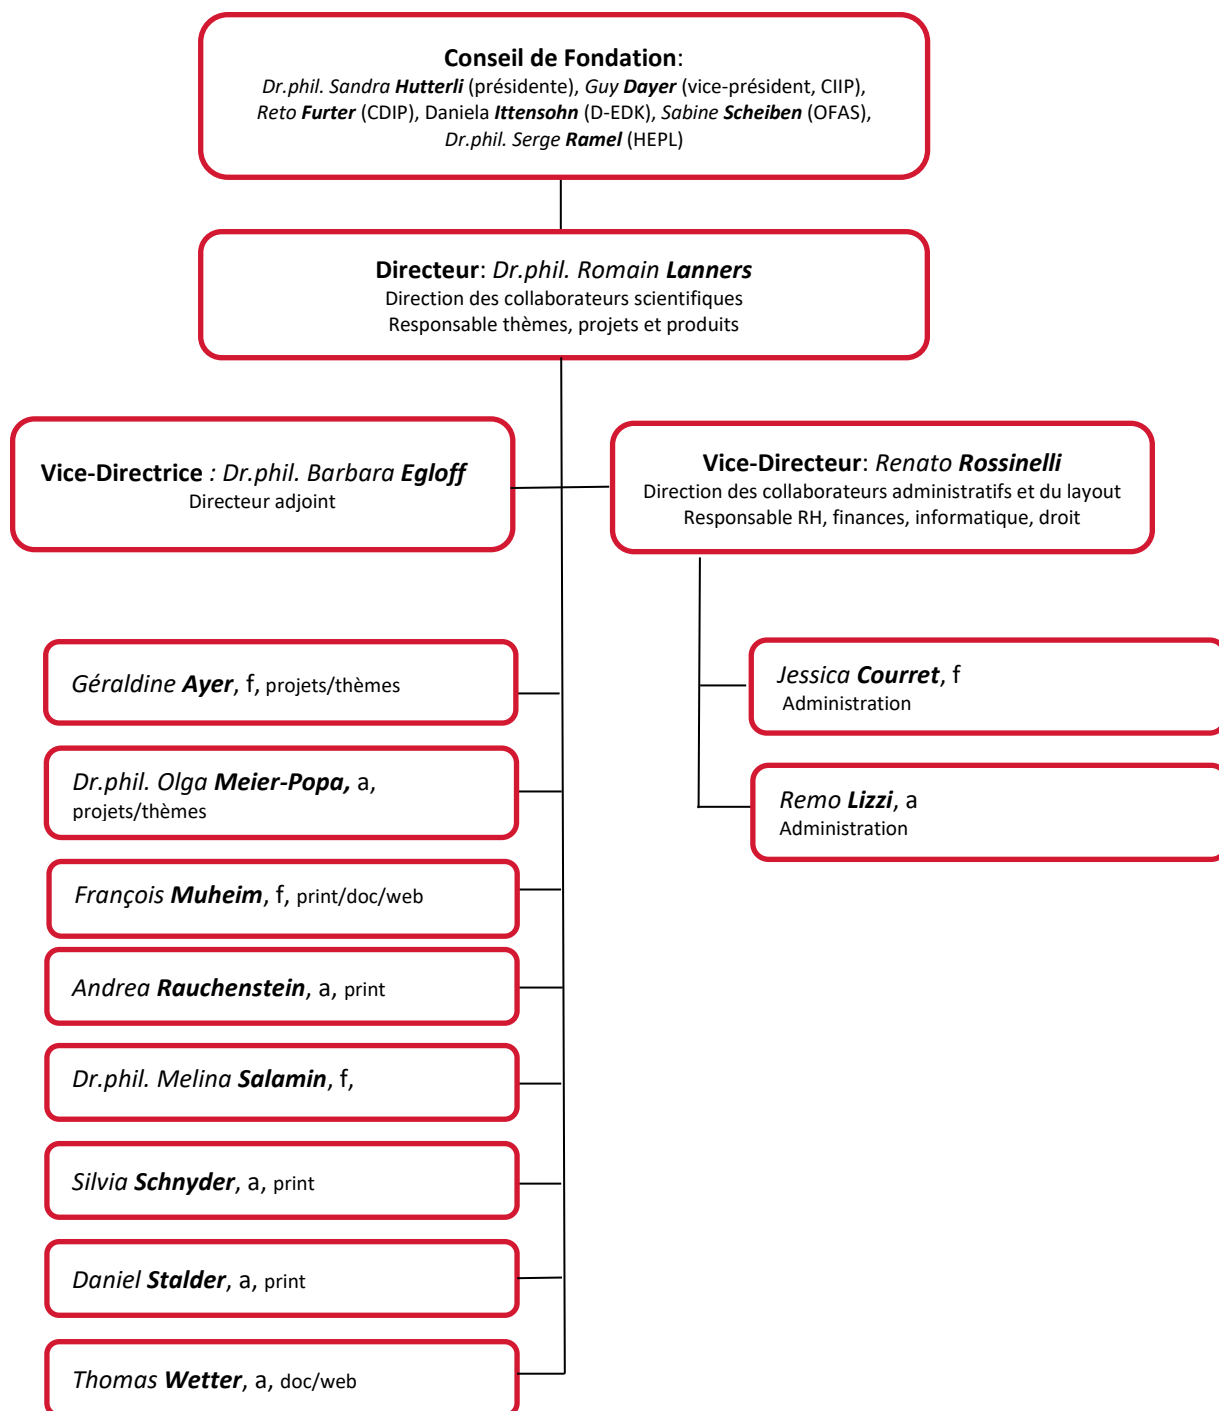 Conseil de Fondation:
Dr.phil. Sandra Hutterli (présidente), Guy Dayer (vice-président, CIIP),
Reto Furter (CDIP), Daniela Ittensohn (D-EDK), Sabine Scheiben (OFAS),
Dr.phil. Serge Ramel (HEPL)
Directeur: Dr.phil. Romain Lanners
Direction des collaborateurs scientifiques
Responsable thèmes, projets et produits
Vice-Directrice : Dr.phil. Barbara Egloff
Directeur adjoint
Vice-Directeur: Renato Rossinelli
Direction des collaborateurs administratifs et du layout
Responsable RH, finances, informatique, droit
Géraldine Ayer, f, projets/thèmes
Dr.phil. Olga Meier-Popa, a,
projets/thèmes
François Muheim, f, print/doc/web
Andrea Rauchenstein, a, print
Dr.phil. Melina Salamin, f,
Silvia Schnyder, a, print
Daniel Stalder, a, print
Thomas Wetter, a, doc/web
Jessica Courret, f
Administration
Remo Lizzi, a
Administration